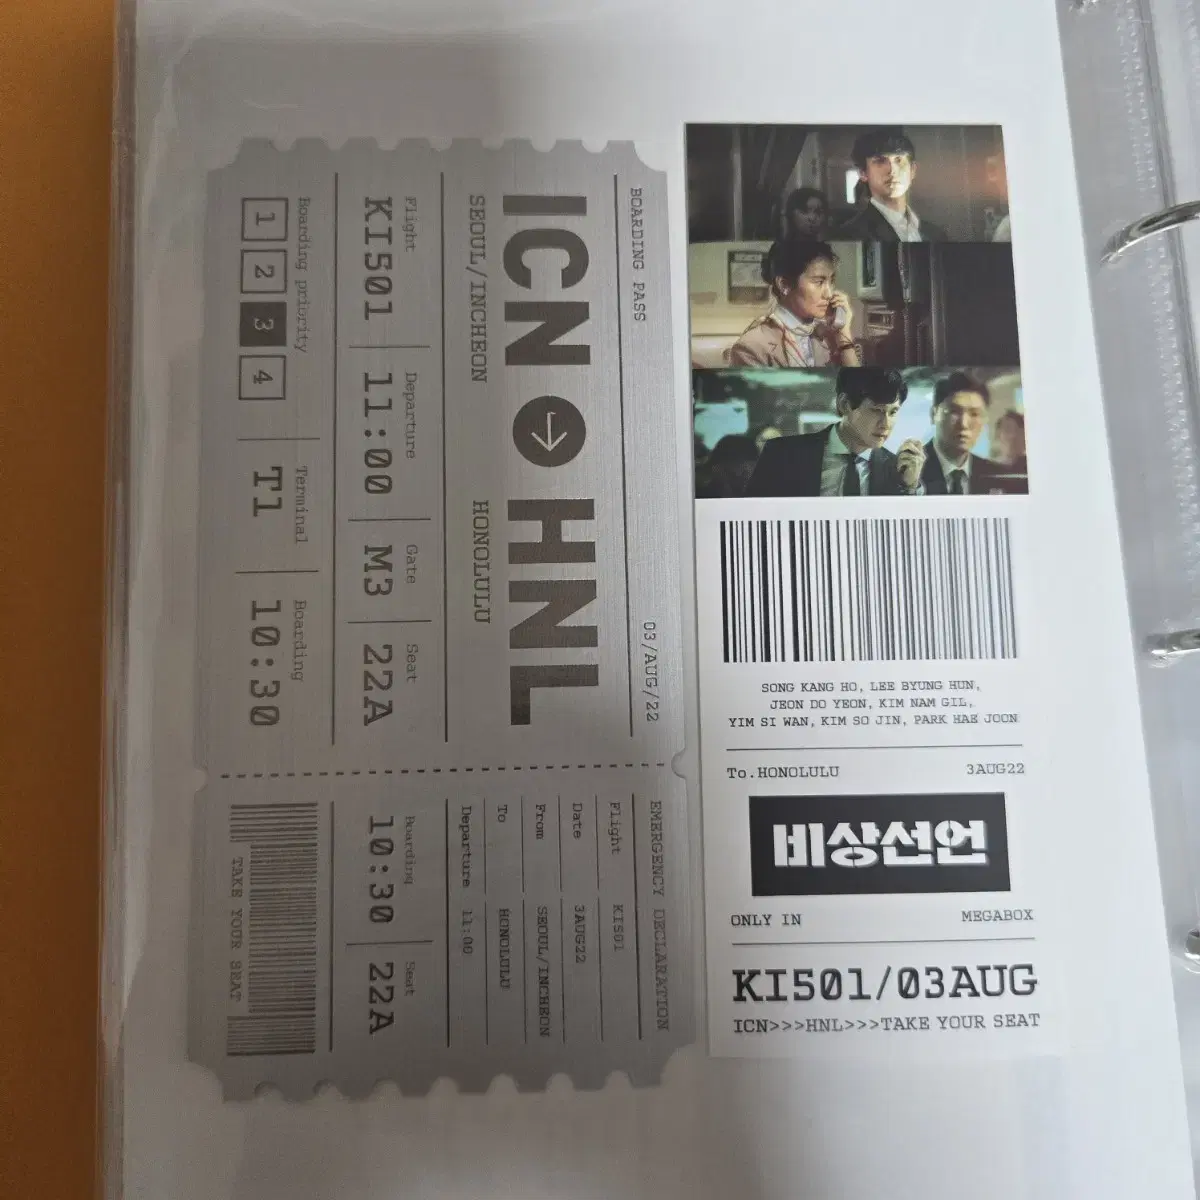 BOARDING PASS
03/AUG/22
ICN → HNL
SEOUL/INCHEON
HONOLULU
Flight
KI501
Departure
11:00
Gate
M3
Seat
22A
Boarding priority
1 2 3 4
Terminal
T1
Boarding
10:30
EMERGENCY DECLARATION
Flight KI501
Date 3AUG22
From SEOUL/INCHEON
To HONOLULU
Departure 11:00
Boarding
10:30
Seat
22A
TAKE YOUR SEAT
SONG KANG HO, LEE BYUNG HUN,
JEON DO YEON, KIM NAM GIL,
YIM SI WAN, KIM SO JIN, PARK HAE JOON
To.HONOLULU 3AUG22
비상선언
ONLY IN MEGABOX
KI501/03AUG
ICN>>>HNL>>>TAKE YOUR SEAT